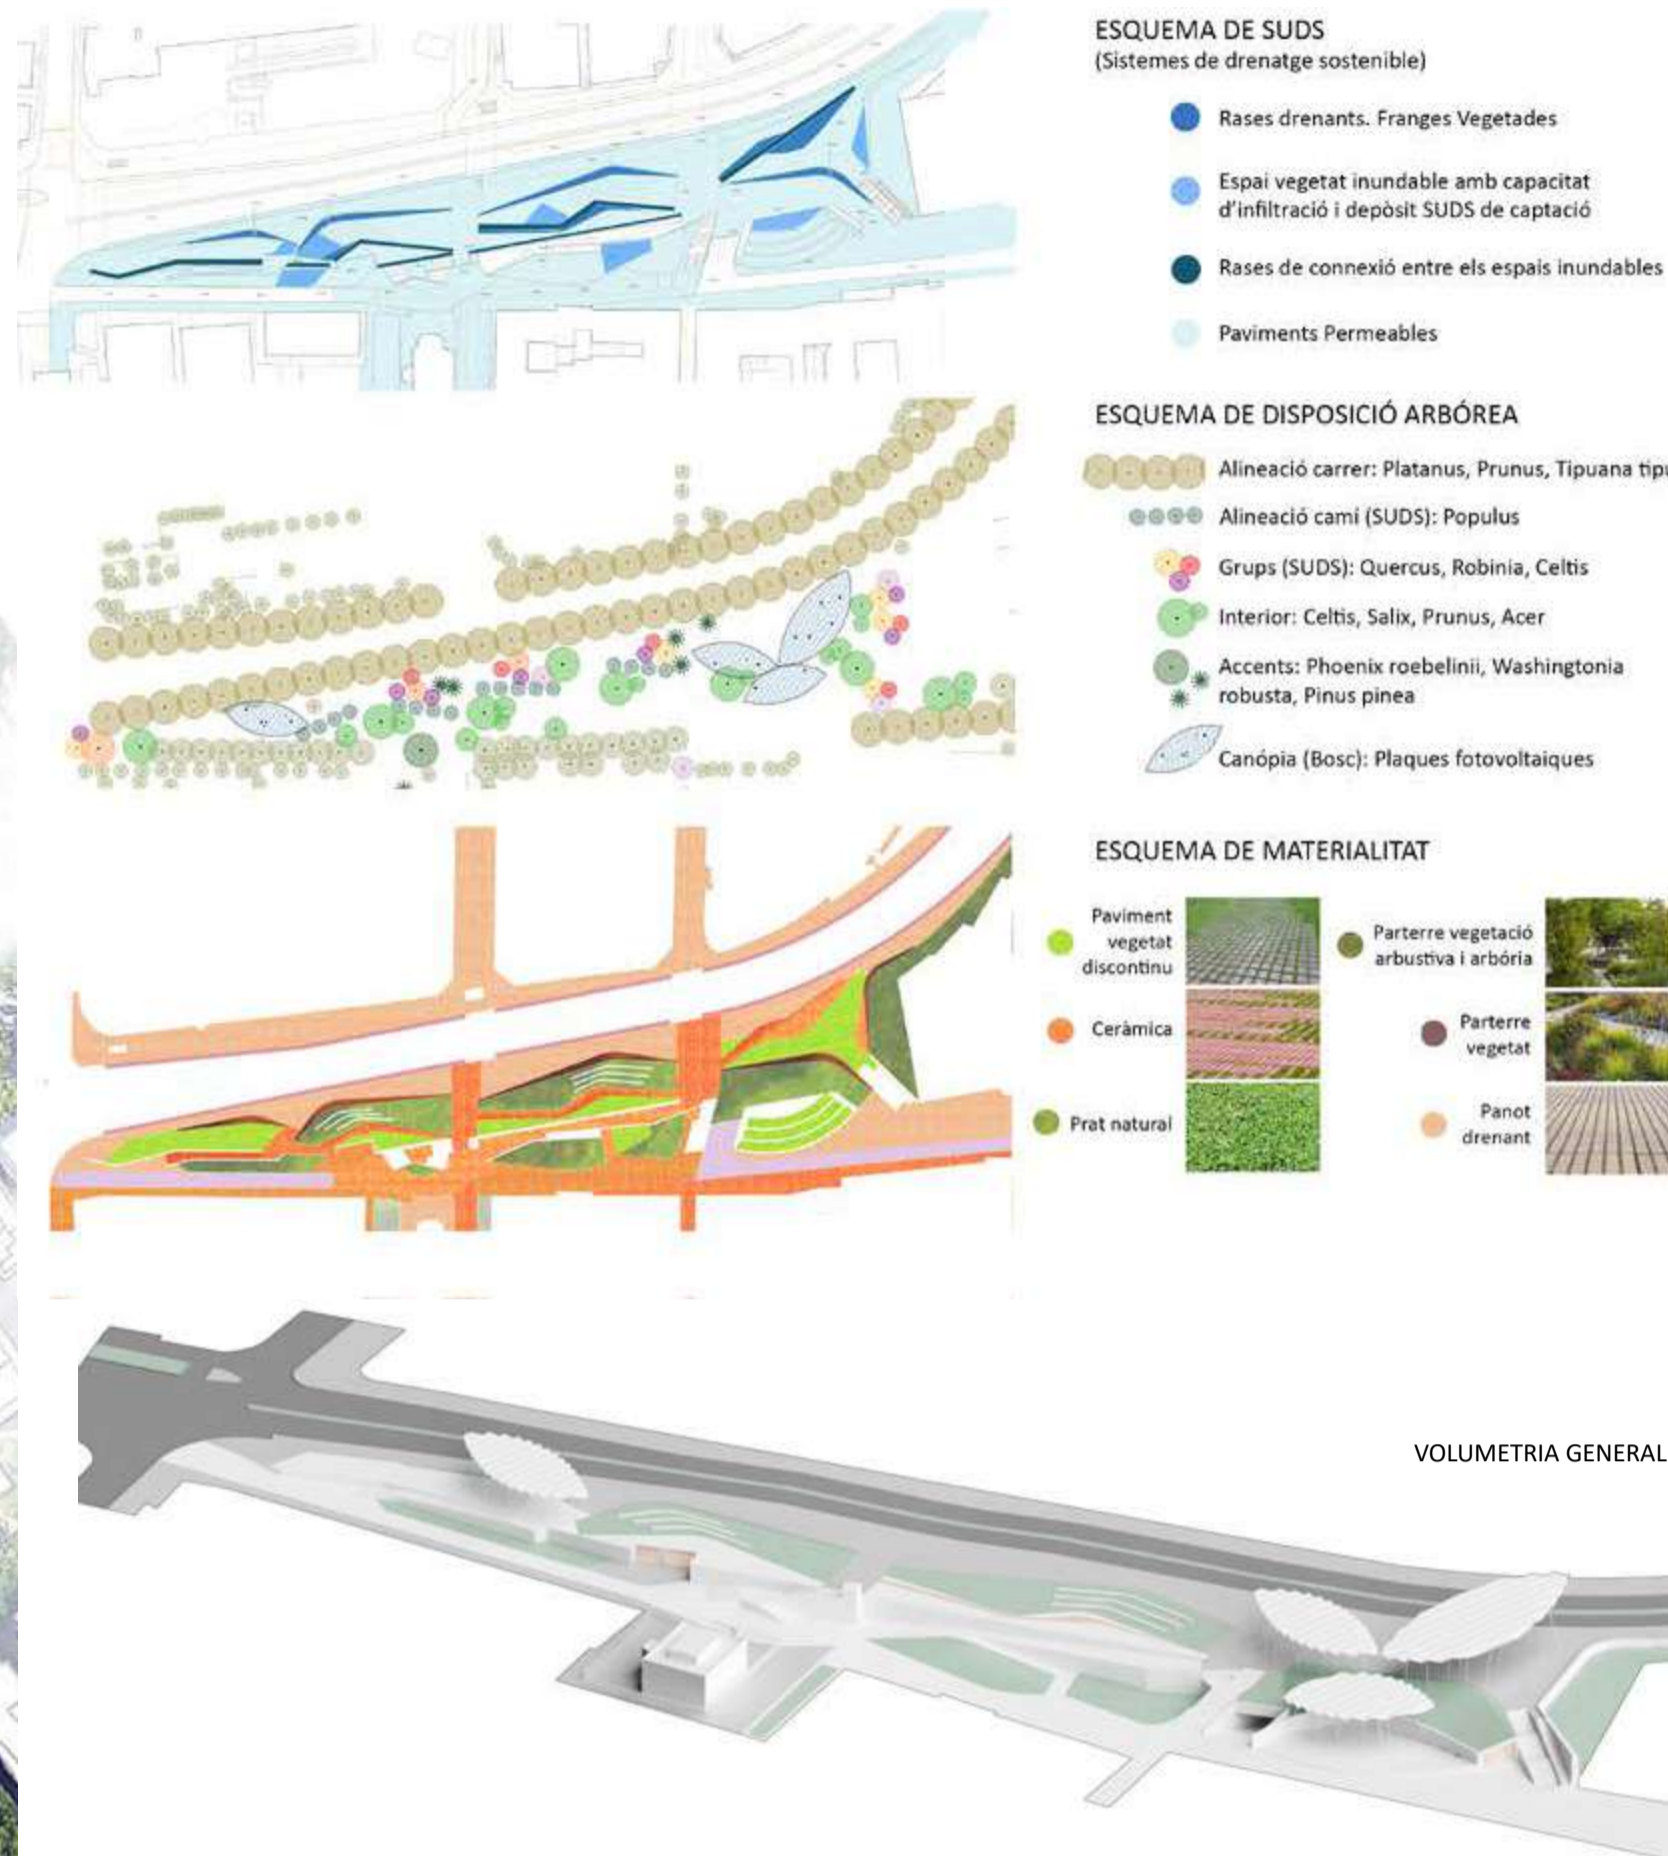 ESQUEMA DE SUDS
(Sistemes de drenatge sostenible)
Rases drenants. Franges Vegetades
Espai vegetat inundable amb capacitat
d'infiltració i depòsit SUDS de captació
Rases de connexió entre els espais inundables
Paviments Permeables
ESQUEMA DE DISPOSICIÓ ARBÓREA
Alineació carrer: Platanus, Prunus, Tipuana
Alineació camí (SUDS): Populus
Grups (SUDS): Quercus, Robinia, Celtis
Interior: Celtis, Salix, Prunus, Acer
Accents: Phoenix roebelinii, Washingtonia
robusta, Pinus pinea
Canópia (Bosc): Plaques fotovoltaiques
ESQUEMA DE MATERIALITAT
Paviment
vegetat
discontinu
Parterre vegetació
arbustiva i arbória
Ceràmica
Parterre
vegetat
Prat natural
Panot
drenant
VOLUMETRIA GENERAL